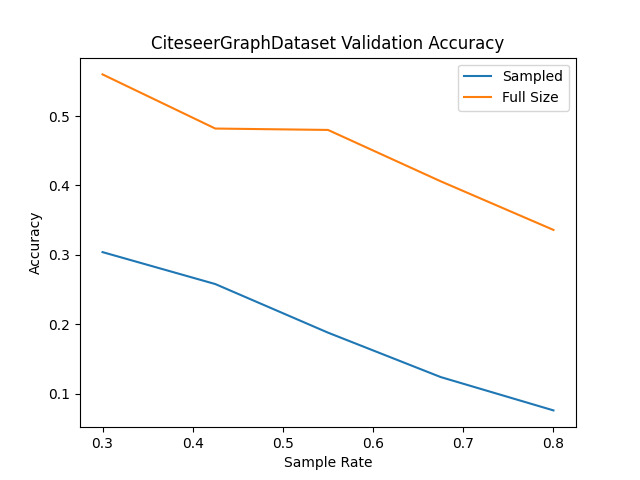 CiteseerGraphDataset Validation Accuracy
Sampled
Full Size
0.5
0.4
0.3
0.2
0.1
Accuracy
0.3 0.4 0.5 0.6 0.7 0.8
Sample Rate